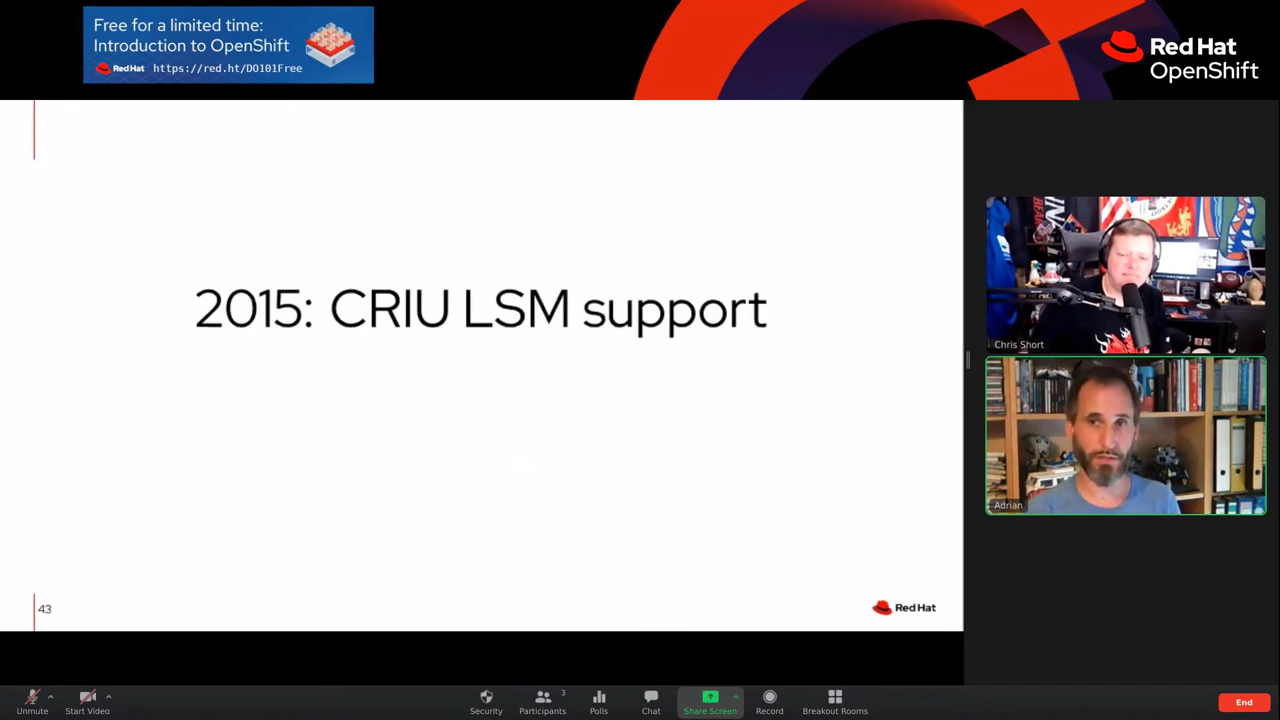 Free for a limited time:
Introduction to OpenShift
Red Hat https://red.ht/DO101Free
Red Hat
OpenShift
2015: CRIU LSM support
Chris Short
Adrian
43
Red Hat
Unmute
Start Video
Security
Participants
3
Polls
Chat
Share Screen
Record
Breakout Rooms
End